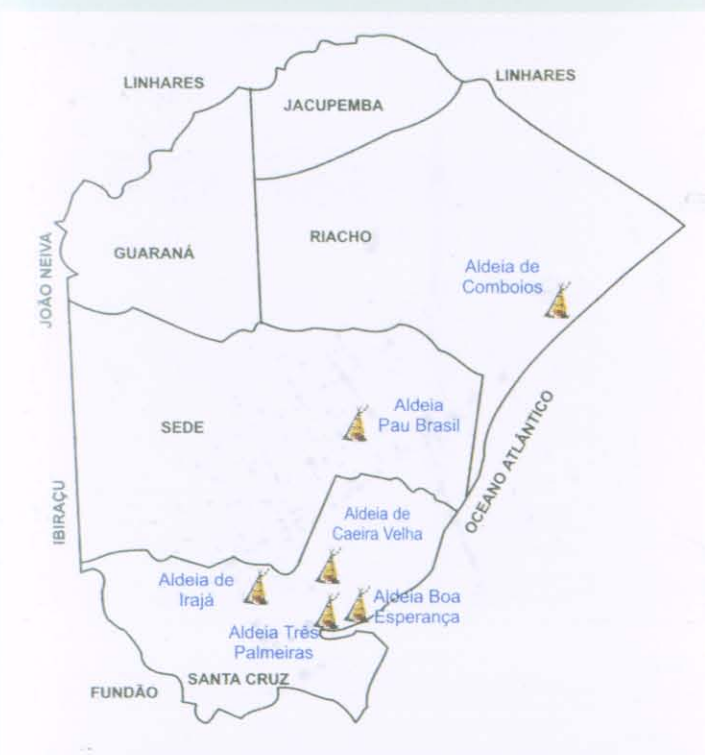 LINHARES
LINHARES
JACUPEMBA
RIACHO
GUARANÁ
JOÃO NEIVA
Aldeia de
Comboios
Aldeia
Pau Brasil
SEDE
OCEANO ATLÂNTICO
IBIRAÇU
Aldeia de
Caeira Velha
Aldeia de
Irajá
Aldeia Boa
Esperança
Aldeia Três
Palmeiras
SANTA CRUZ
FUNDÃO